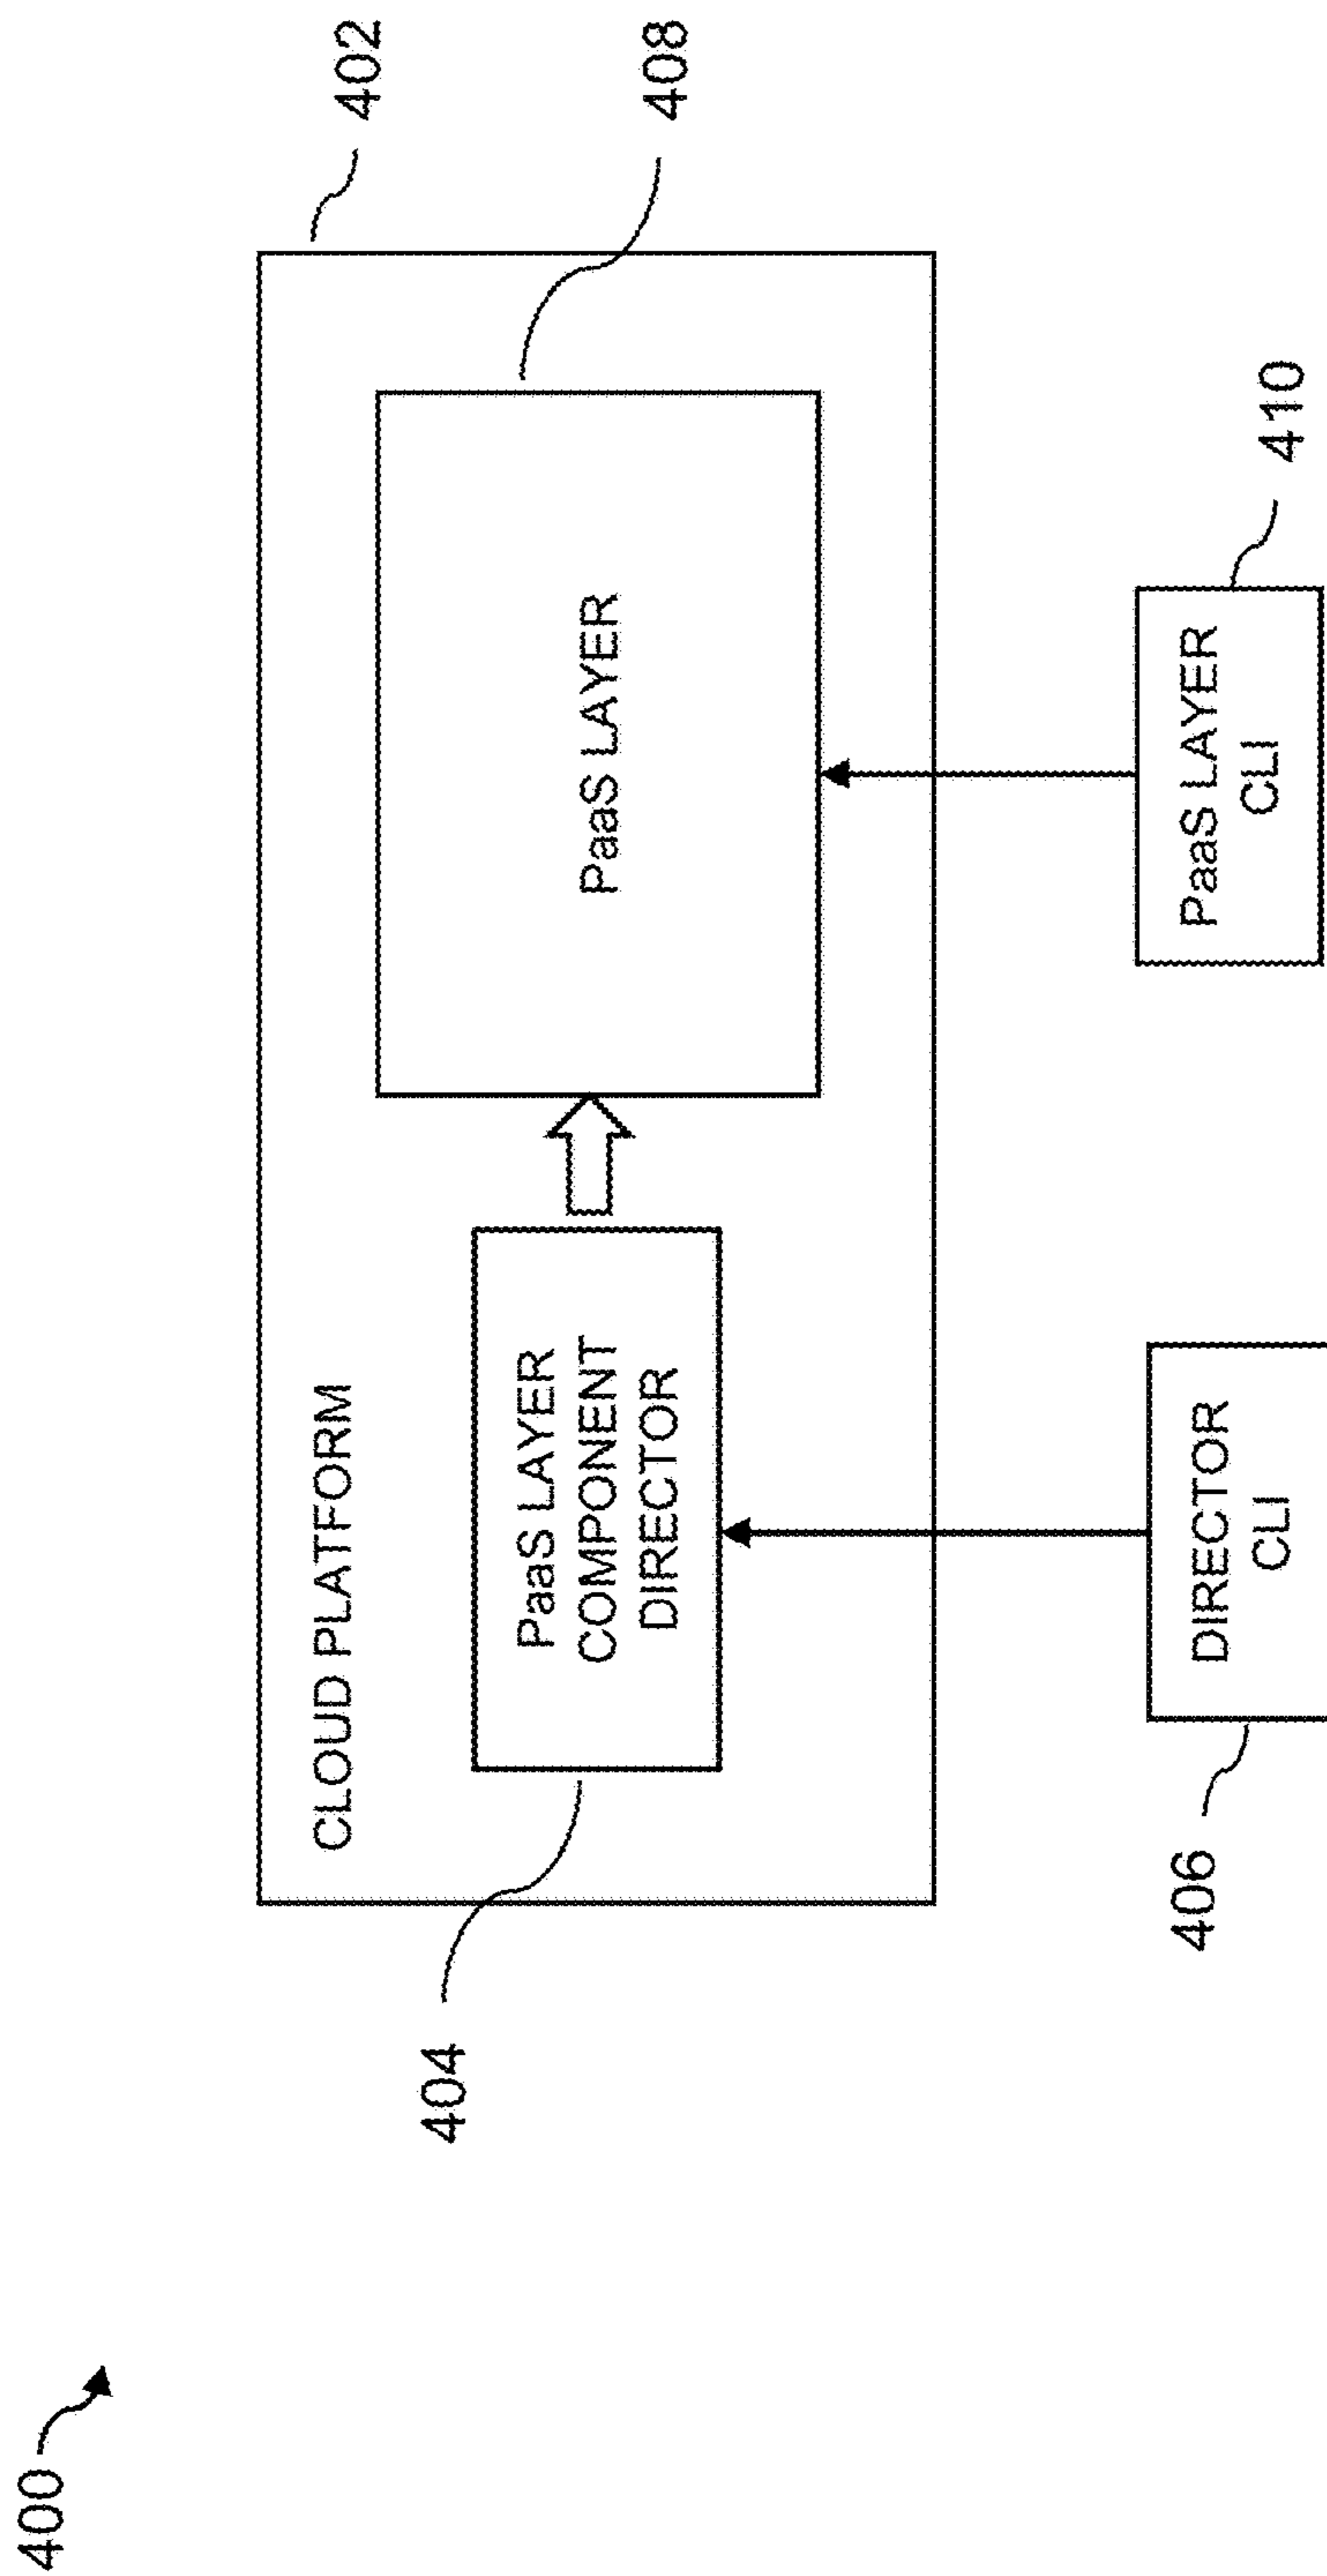 400
402
CLOUD PLATFORM
404
PaaS LAYER
COMPONENT
DIRECTOR
PaaS LAYER
408
406
DIRECTOR
CLI
PaaS LAYER
CLI
410